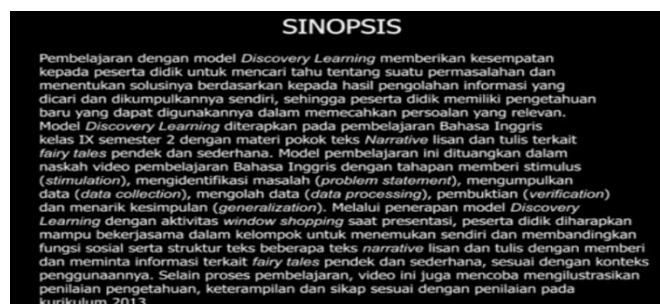 SINOPSIS
Pembelajaran dengan model Discovery Learning memberikan kesempatan
kepada peserta didik untuk mencari tahu tentang suatu permasalahan dan
menentukan solusinya berdasarkan kepada hasil pengolahan informasi yang
dicari dan dikumpulkannya sendiri, sehingga peserta didik memiliki pengetahuan
baru yang dapat digunakannya dalam memecahkan persoalan yang relevan.
Model Discovery Learning diterapkan pada pembelajaran Bahasa Inggris
kelas IX semester 2 dengan materi pokok teks Narrative lisan dan tulis terkait
fairy tales pendek dan sederhana. Model pembelajaran ini dituangkan dalam
naskah video pembelajaran Bahasa Inggris dengan tahapan memberi stimulus
(stimulation), mengidentifikasi masalah (problem statement), mengumpulkan
data (data collection), mengolah data (data processing), pembuktian (verification)
dan menarik kesimpulan (generalization). Melalui penerapan model Discovery
Learning dengan aktivitas window shopping saat presentasi, peserta didik diharapkan
mampu bekerjasama dalam kelompok untuk menemukan sendiri dan membandingkan
fungsi sosial serta struktur teks beberapa teks narrative lisan dan tulis dengan memberi
dan meminta informasi terkait fairy tales pendek dan sederhana, sesuai dengan konteks
penggunaannya. Selain proses pembelajaran, video ini juga mencoba mengilustrasikan
penilaian pengetahuan, keterampilan dan sikap sesuai dengan penilaian pada
kurikulum 2013.